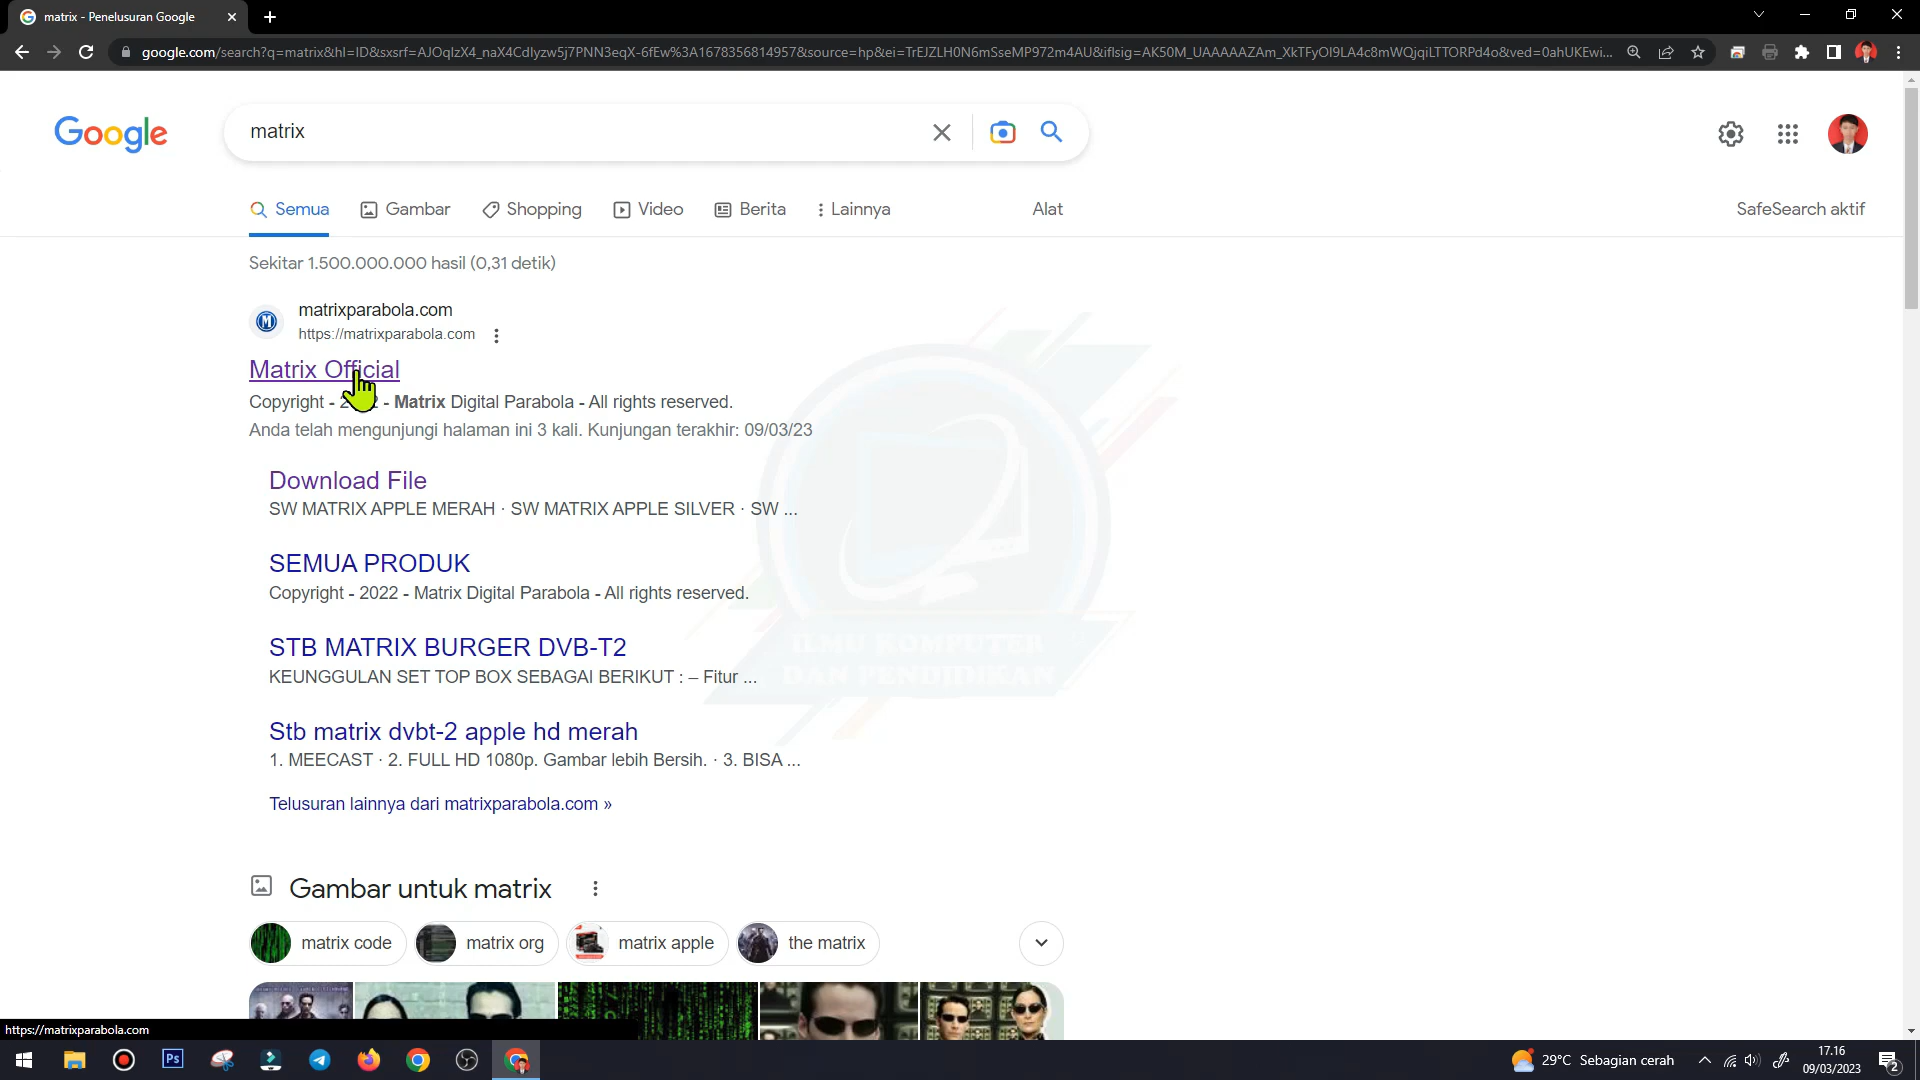 matrix - Penelusuran Google
google.com/search?q=matrix&hl=ID&sxsrf=AJOqlzX4_naX4Cdlyzw5j7PNN3eqX-6fEw%3A1678356814957&source=hp&ei=TrEJZLH0N6mSseMP972m4AU&iflsig=AK50M_UAAAAAZAm_XkTFyOI9LA4c8mWQjqiLTTORPd4o&ved=0ahUKEwi...
Google
matrix
Semua Gambar Shopping Video Berita Lainnya Alat SafeSearch aktif
Sekitar 1.500.000.000 hasil (0,31 detik)
matrixparabola.com
https://matrixparabola.com
Matrix Official
Copyright - - Matrix Digital Parabola - All rights reserved.
Anda telah mengunjungi halaman ini 3 kali. Kunjungan terakhir: 09/03/23
Download File
SW MATRIX APPLE MERAH · SW MATRIX APPLE SILVER · SW ...
SEMUA PRODUK
Copyright - 2022 - Matrix Digital Parabola - All rights reserved.
STB MATRIX BURGER DVB-T2
KEUNGGULAN SET TOP BOX SEBAGAI BERIKUT : – Fitur ...
ILMU KOMPUTER
DAN PENDIDIKAN
Stb matrix dvbt-2 apple hd merah
1. MEECAST · 2. FULL HD 1080p. Gambar lebih Bersih. · 3. BISA ...
Telusuran lainnya dari matrixparabola.com »
Gambar untuk matrix
matrix code matrix org matrix apple the matrix
https://matrixparabola.com
Ps
29°C Sebagian cerah
17.16
09/03/2023
2